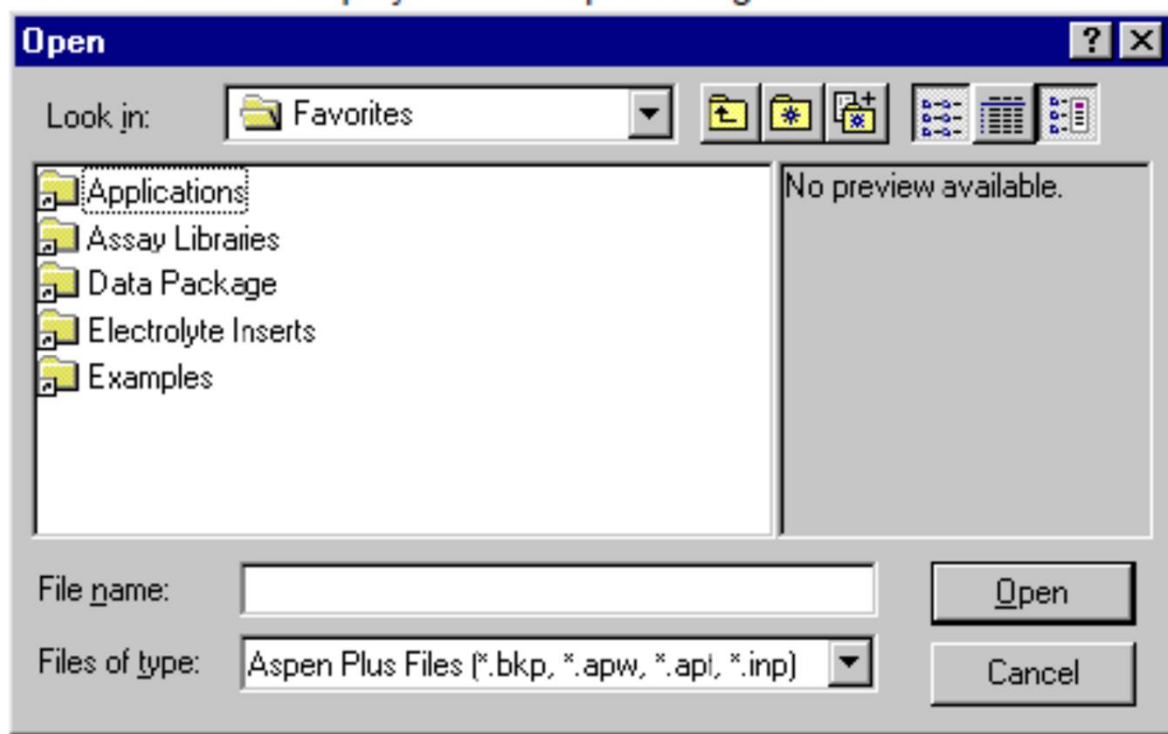 Open
Look in: Favorites
Applications
Assay Libraries
Data Package
Electrolyte Inserts
Examples
No preview available.
File name:
Open
Files of type: Aspen Plus Files (*.bkp, *.apw, *.apt, *.inp)
Cancel